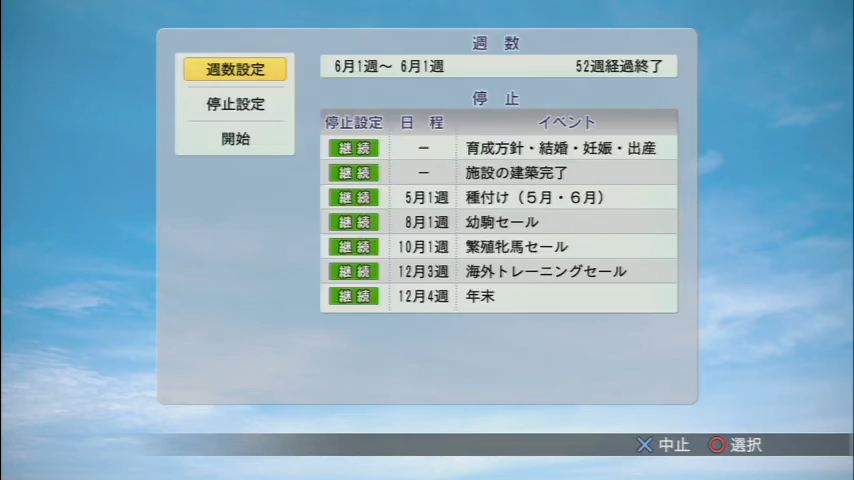 週数設定
停止設定
開始
週 数
6月1週～ 6月1週 52週経過終了
停 止
停止設定 日 程 イベント
継続 － 育成方針・結婚・妊娠・出産
継続 － 施設の建築完了
継続 5月1週 種付け（５月・６月）
継続 8月1週 幼駒セール
継続 10月1週 繁殖牝馬セール
継続 12月3週 海外トレーニングセール
継続 12月4週 年末
✕ 中止 ○ 選択